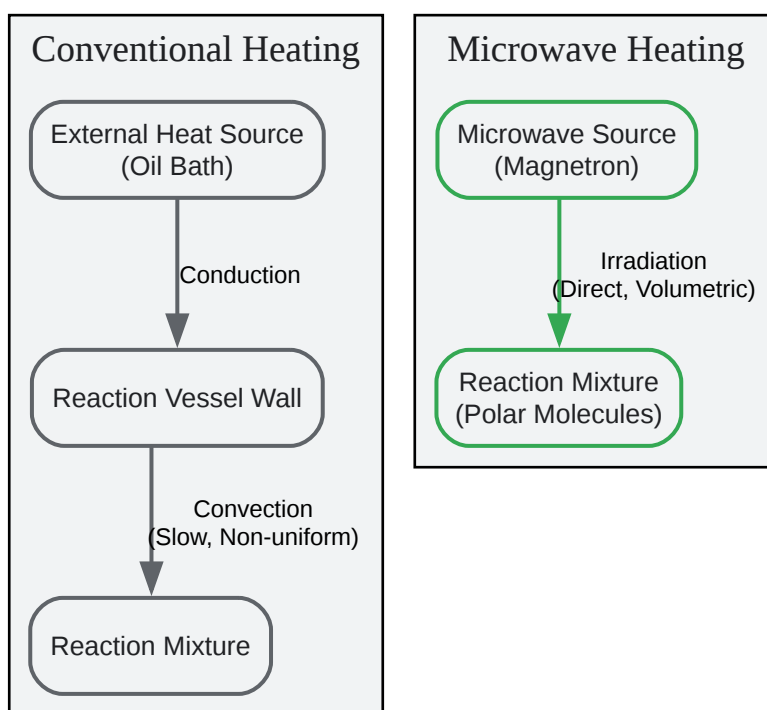 Conventional Heating
External Heat Source
(Oil Bath)
Conduction
Reaction Vessel Wall
Convection
(Slow, Non-uniform)
Reaction Mixture
Microwave Heating
Microwave Source
(Magnetron)
Irradiation
(Direct, Volumetric)
Reaction Mixture
(Polar Molecules)